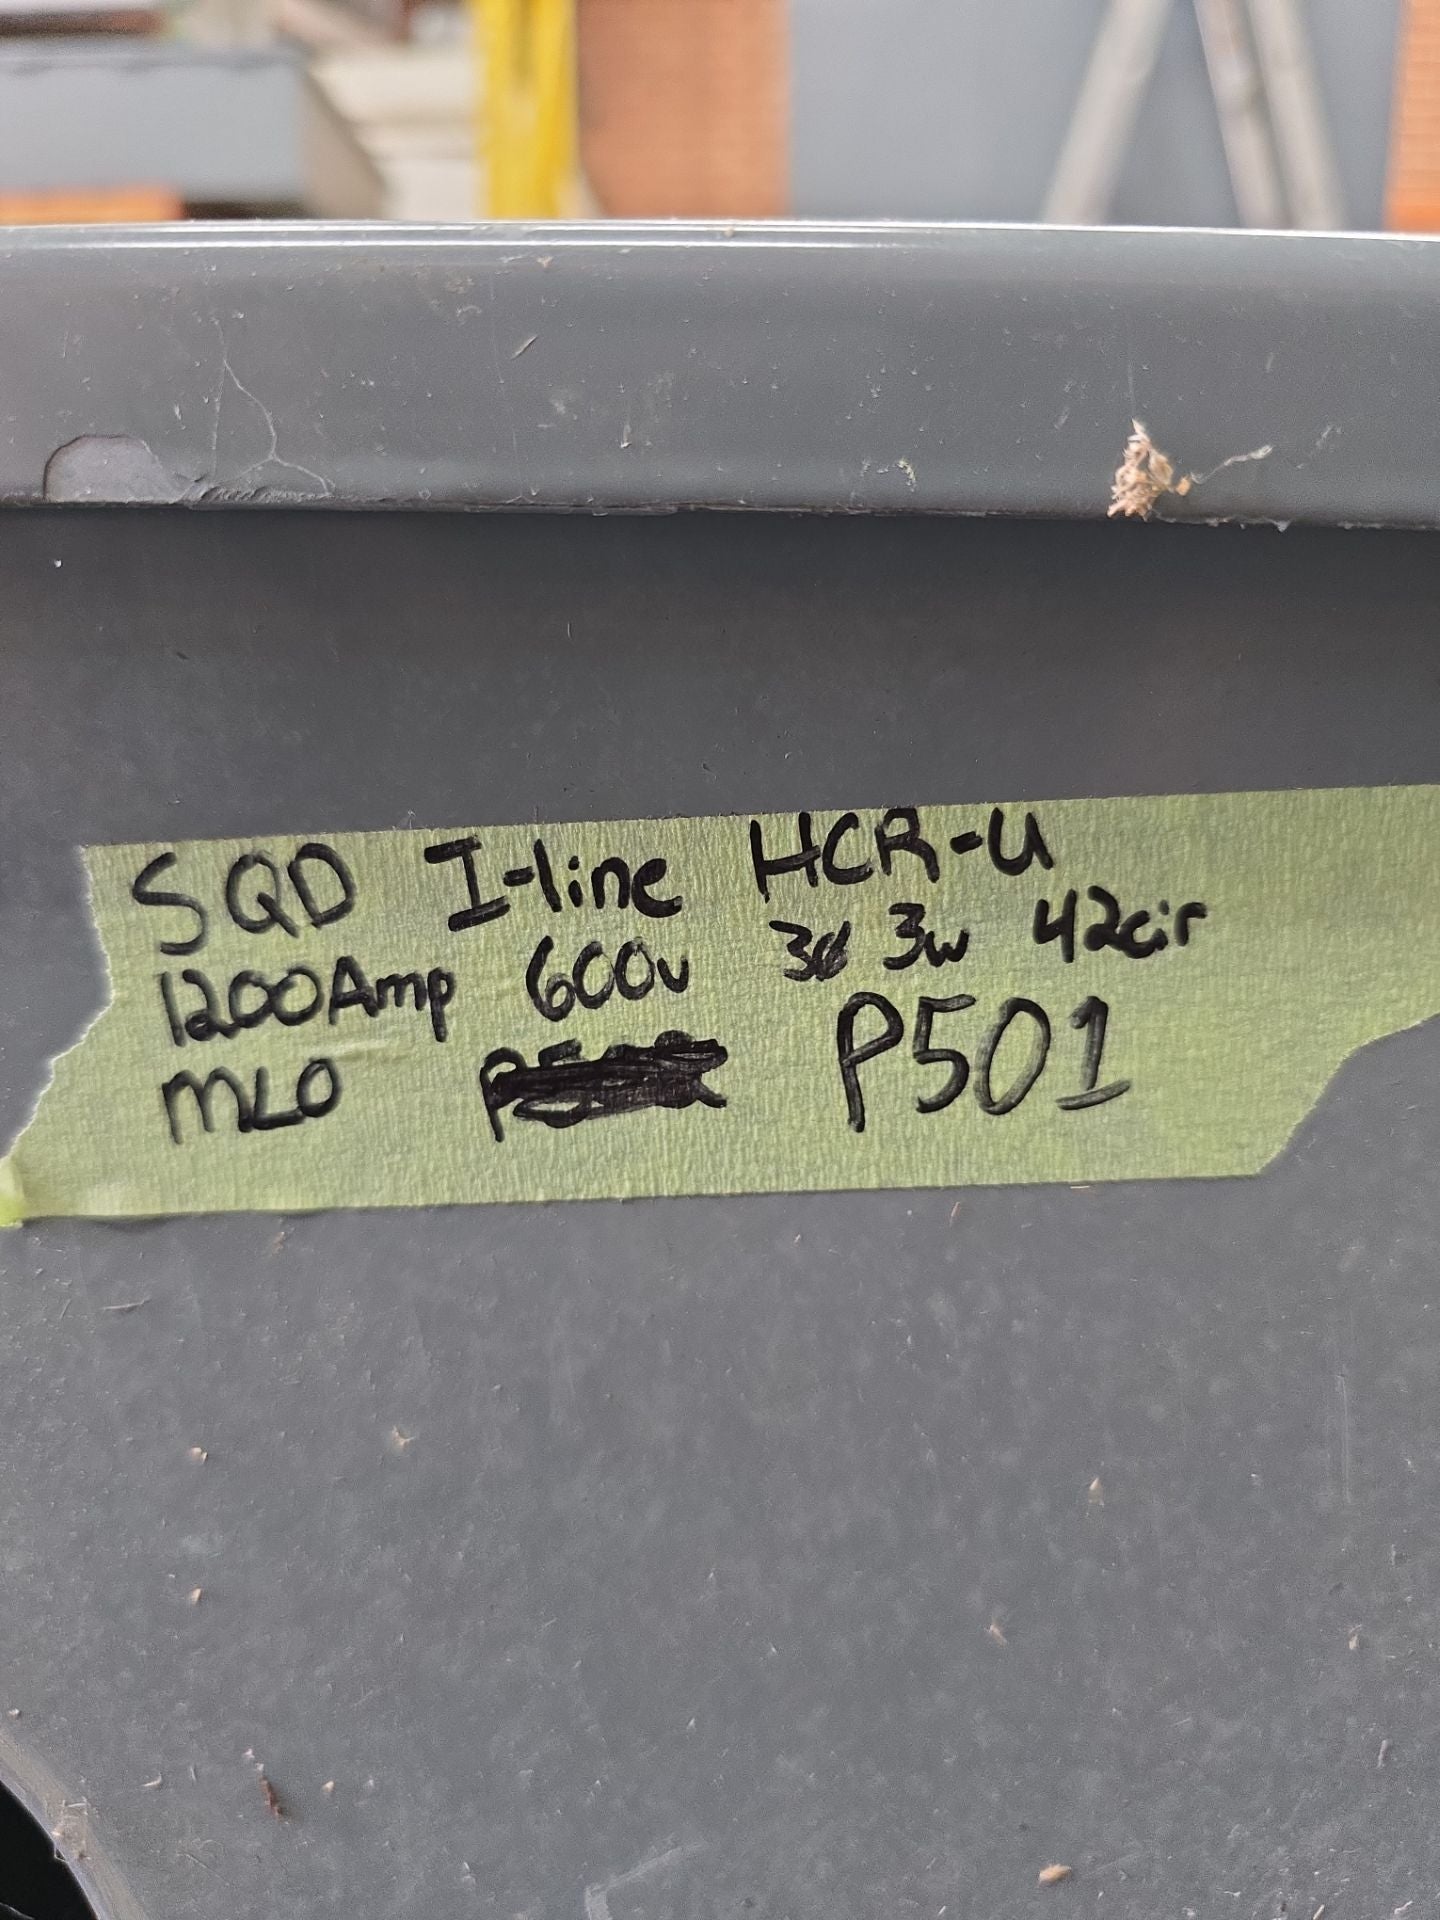 SQD I-line HCR-U
1200Amp 600v 3ø 3w 42cir
MLO P501